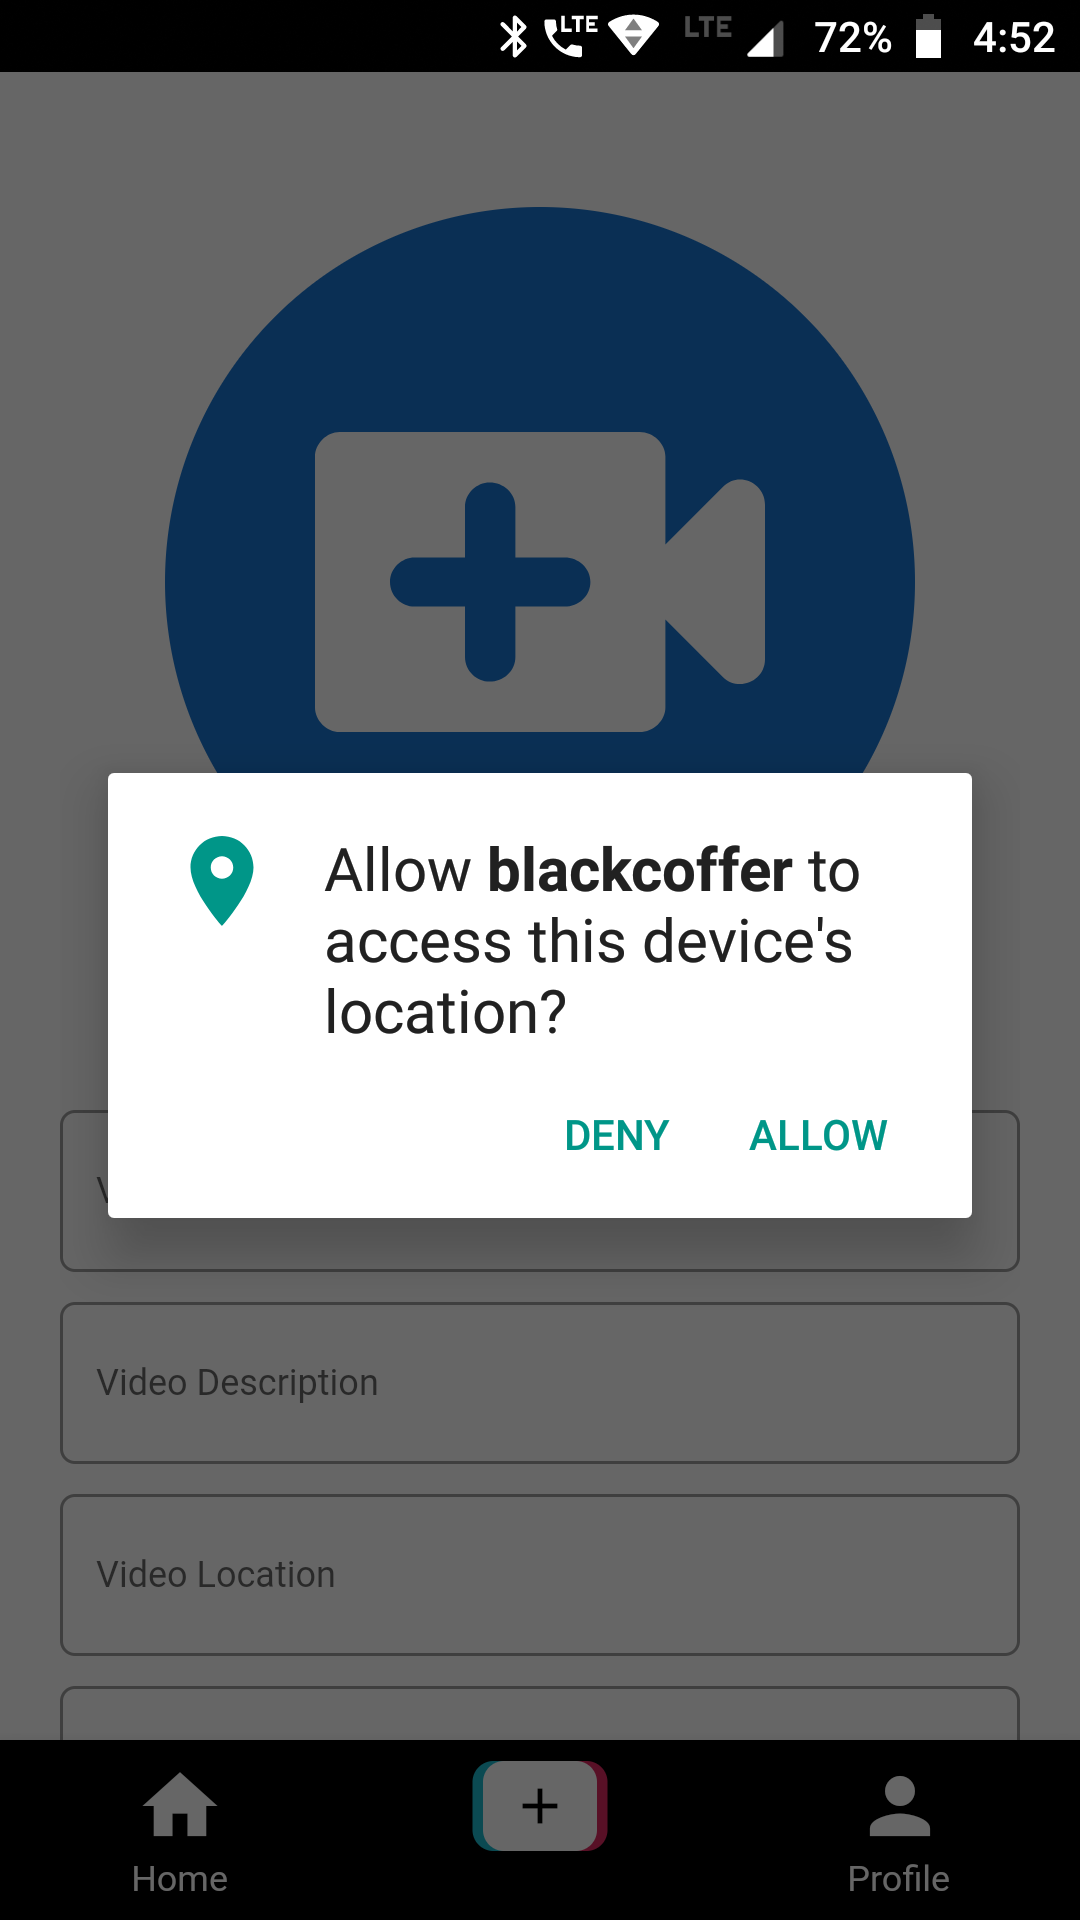 LTE LTE 72% 4:52
Allow blackcoffer to
access this device's
location?
DENY ALLOW
Video Description
Video Location
Home Profile